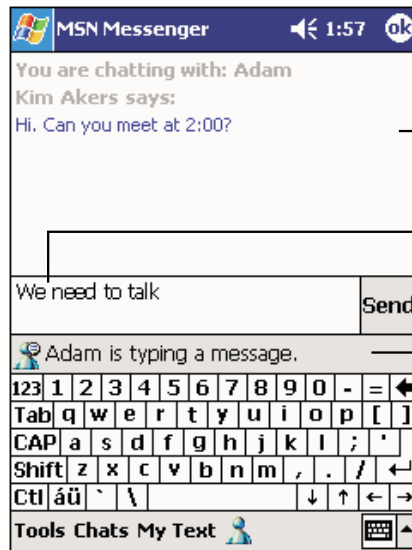 MSN Messenger 1:57 ok
You are chatting with: Adam
Kim Akers says:
Hi. Can you meet at 2:00?
We need to talk
Send
Adam is typing a message.
123 1 2 3 4 5 6 7 8 9 0 - = ←
Tab q w e r t y u i o p [ ]
CAP a s d f g h j k l ; '
Shift z x c v b n m , . / ↵
Ctl áü ` \ ↓ ↑ ← →
Tools Chats My Text